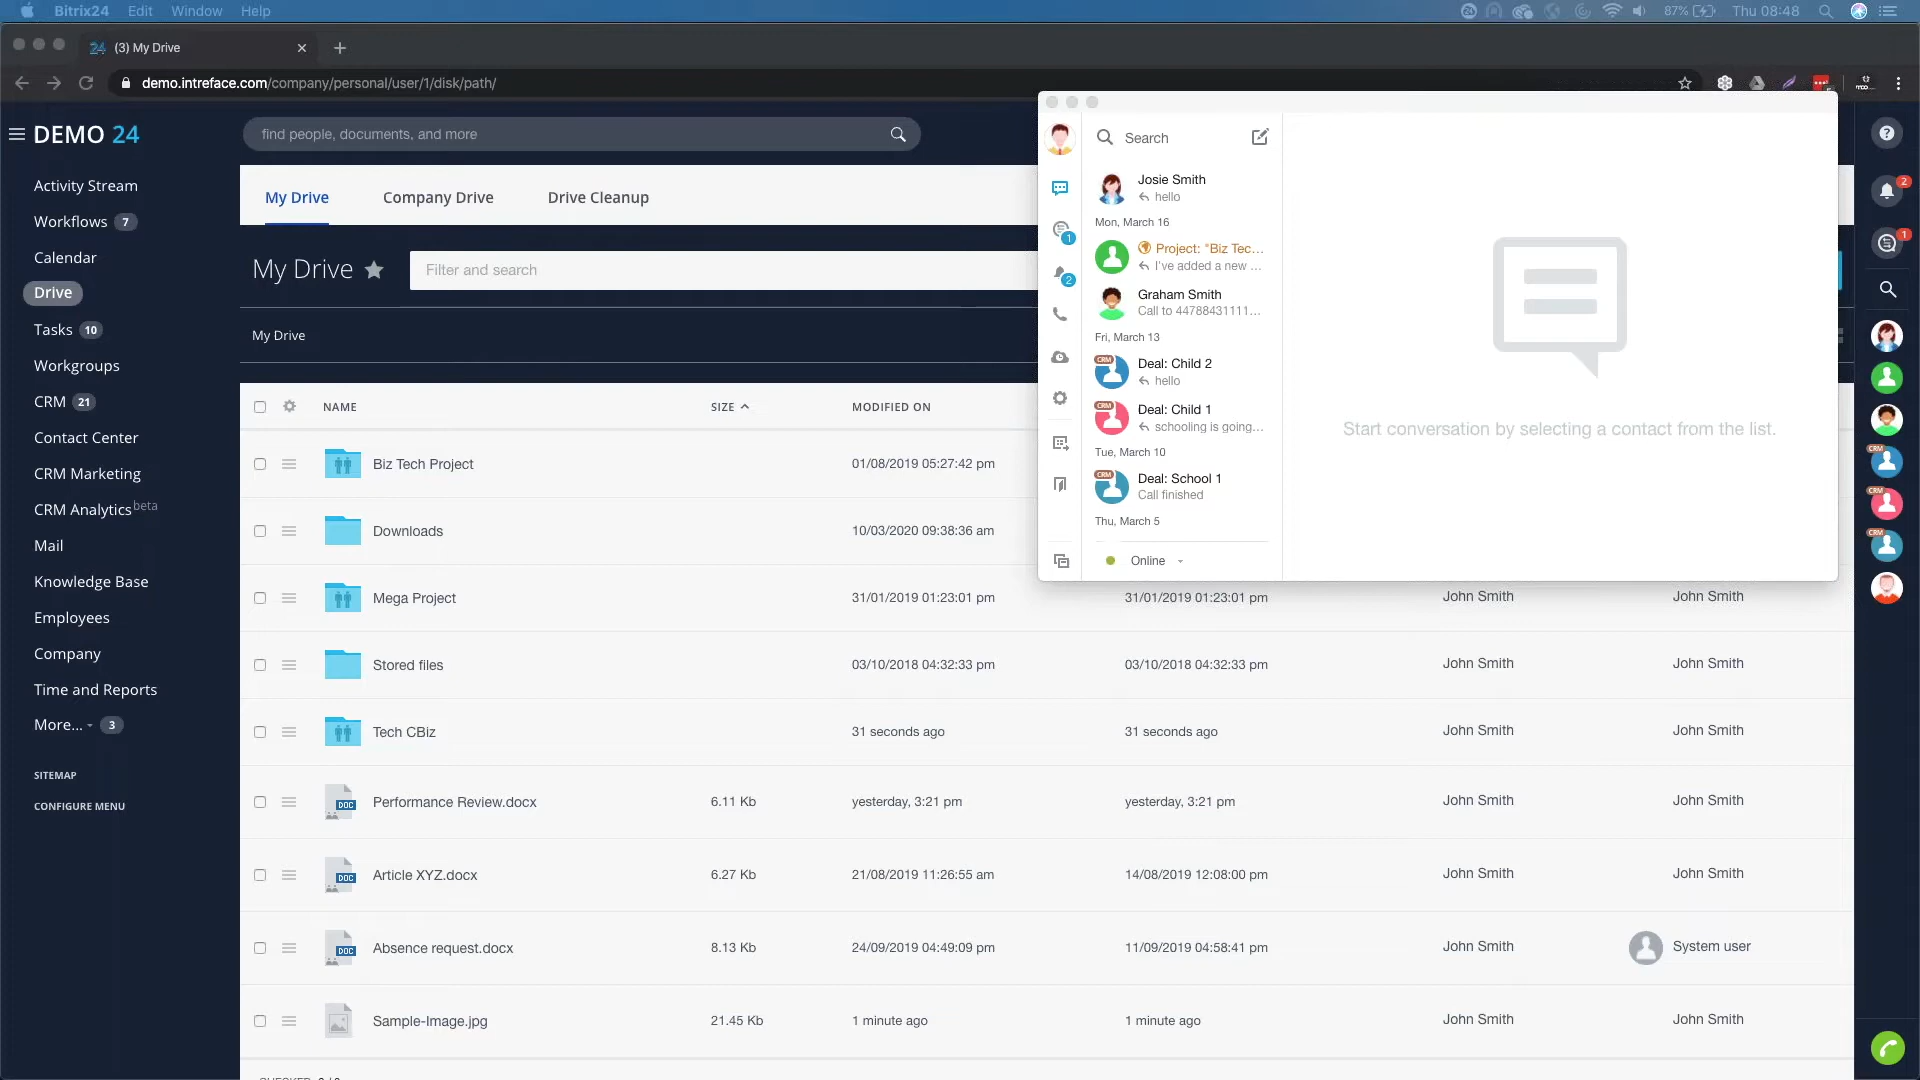 Bitrix24 Edit Window Help
87% Thu 08:48
(3) My Drive
demo.intreface.com/company/personal/user/1/disk/path/
DEMO 24
find people, documents, and more
Activity Stream
Workflows 7
Calendar
Drive
Tasks 10
Workgroups
CRM 21
Contact Center
CRM Marketing
CRM Analytics beta
Mail
Knowledge Base
Employees
Company
Time and Reports
More... 3
SITEMAP
CONFIGURE MENU
My Drive Company Drive Drive Cleanup
My Drive
Filter and search
My Drive
NAME SIZE MODIFIED ON
Biz Tech Project 01/08/2019 05:27:42 pm
Downloads 10/03/2020 09:38:36 am
Mega Project 31/01/2019 01:23:01 pm 31/01/2019 01:23:01 pm John Smith John Smith
Stored files 03/10/2018 04:32:33 pm 03/10/2018 04:32:33 pm John Smith John Smith
Tech CBiz 31 seconds ago 31 seconds ago John Smith John Smith
DOC Performance Review.docx 6.11 Kb yesterday, 3:21 pm yesterday, 3:21 pm John Smith John Smith
DOC Article XYZ.docx 6.27 Kb 21/08/2019 11:26:55 am 14/08/2019 12:08:00 pm John Smith John Smith
DOC Absence request.docx 8.13 Kb 24/09/2019 04:49:09 pm 11/09/2019 04:58:41 pm John Smith System user
Sample-Image.jpg 21.45 Kb 1 minute ago 1 minute ago John Smith John Smith
Search
1
2
Josie Smith
hello
Mon, March 16
Project: "Biz Tec...
I've added a new ...
Graham Smith
Call to 44788431111...
Fri, March 13
CRM Deal: Child 2
hello
CRM Deal: Child 1
schooling is going...
Tue, March 10
CRM Deal: School 1
Call finished
Thu, March 5
Online
Start conversation by selecting a contact from the list.
?
2
1
CRM
CRM
CRM